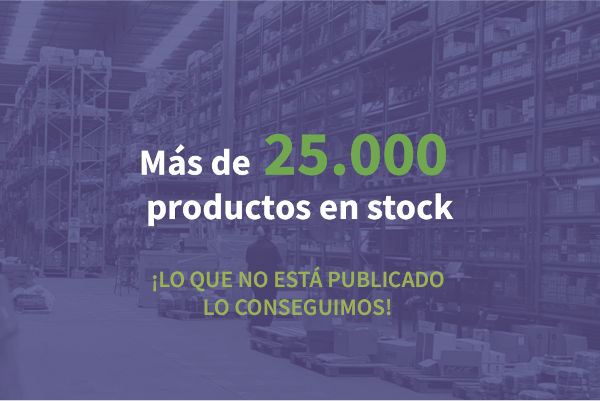 Más de 25.000
productos en stock
¡LO QUE NO ESTÁ PUBLICADO
LO CONSEGUIMOS!